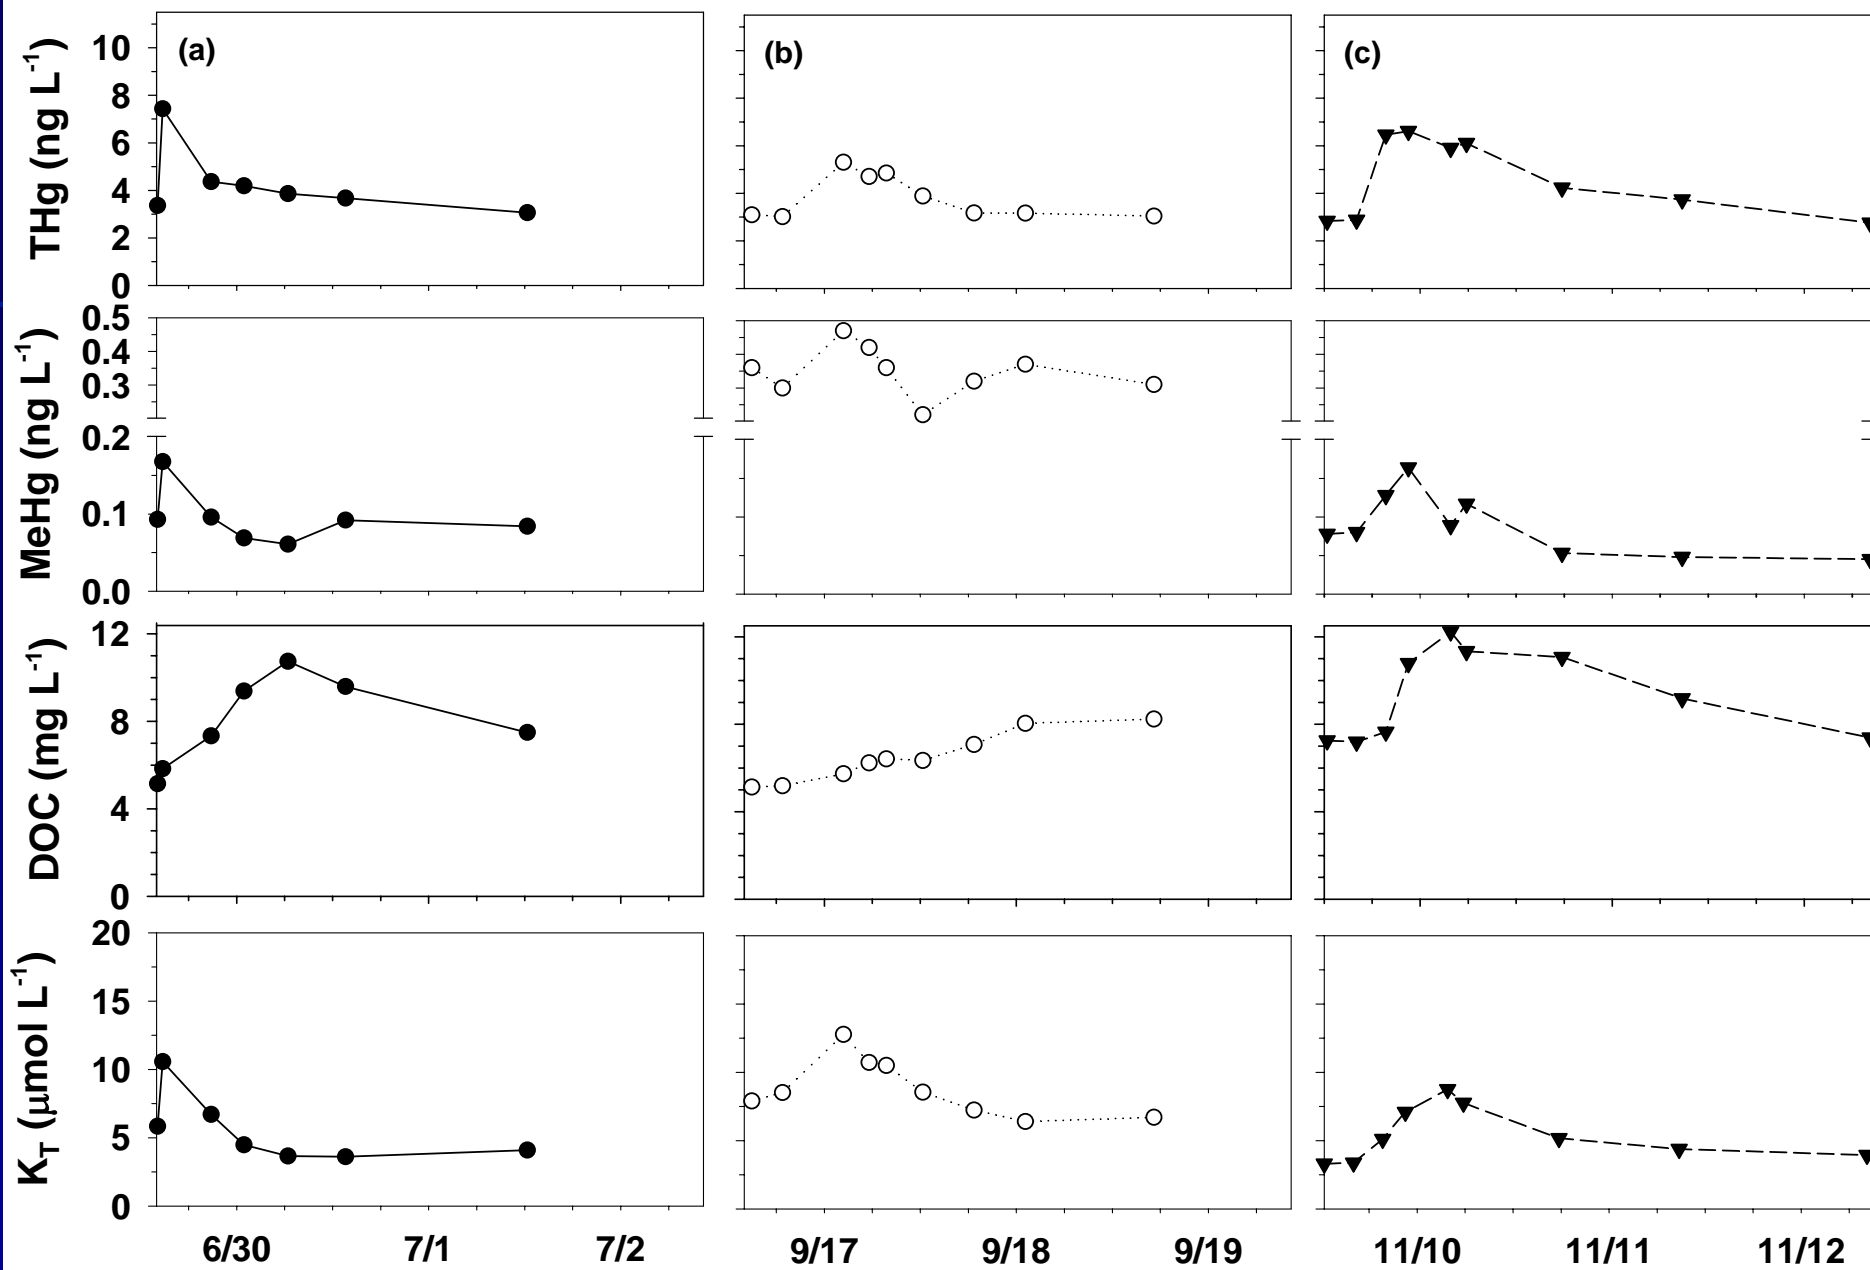 (a)
(b)
(c)
THg (ng L⁻¹)
10
8
6
4
2
0
MeHg (ng L⁻¹)
0.5
0.4
0.3
0.2
0.1
0.0
DOC (mg L⁻¹)
12
8
4
0
K_T (μmol L⁻¹)
20
15
10
5
0
6/30 7/1 7/2 9/17 9/18 9/19 11/10 11/11 11/12